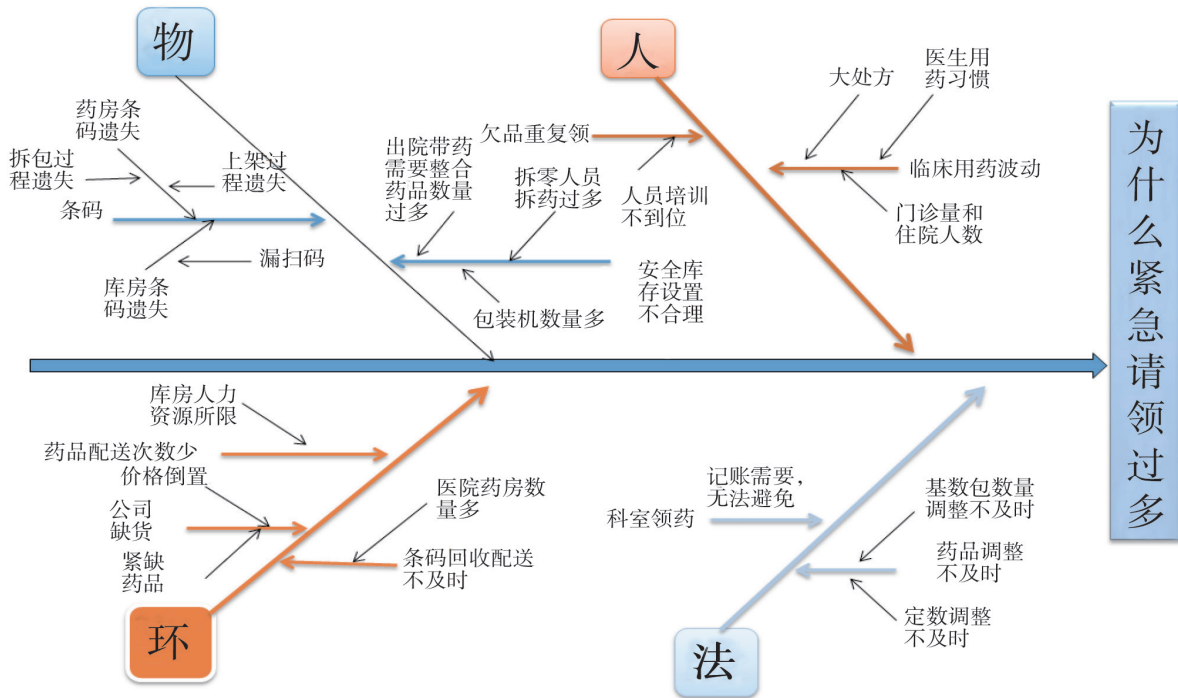 物
药房条
码遗失
拆包过
程遗失
上架过
程遗失
条码
漏扫码
库房条
码遗失
出院带药
需要整合
药品数量
过多
拆零人员
拆药过多
包装机数量多
安全库
存设置
不合理
人
欠品重复领
人员培训
不到位
大处方
医生用
药习惯
临床用药波动
门诊量和
住院人数
为什么紧急请领过多
库房人力
资源所限
药品配送次数少
价格倒置
公司
缺货
紧缺
药品
医院药房数
量多
条码回收配送
不及时
环
记账需要，
无法避免
科室领药
基数包数量
调整不及时
药品调整
不及时
定数调整
不及时
法